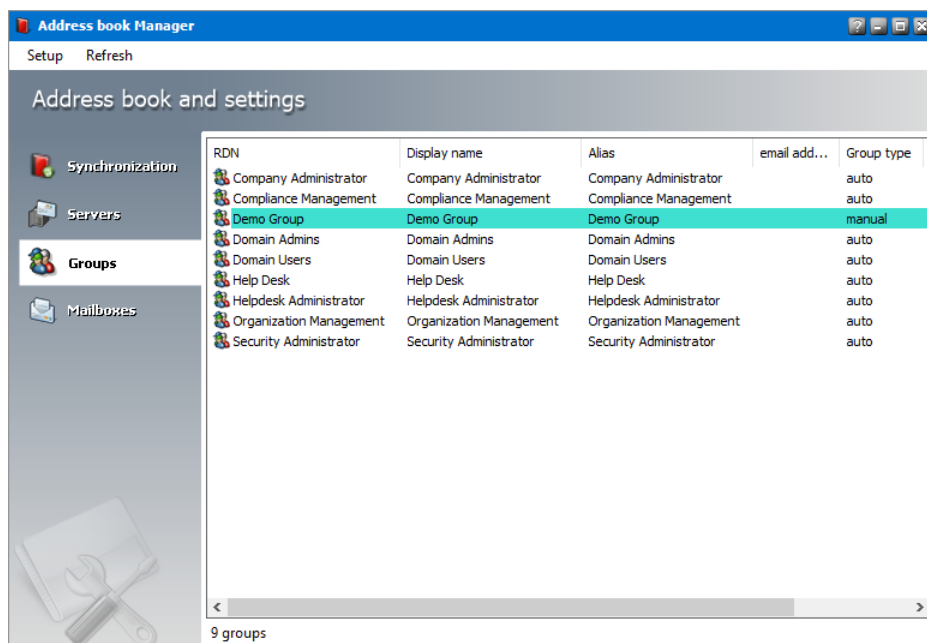 Address book Manager
Setup Refresh
Address book and settings
Synchronization
Servers
Groups
Mailboxes
RDN Display name Alias email add... Group type
Company Administrator Company Administrator Company Administrator auto
Compliance Management Compliance Management Compliance Management auto
Demo Group Demo Group Demo Group manual
Domain Admins Domain Admins Domain Admins auto
Domain Users Domain Users Domain Users auto
Help Desk Help Desk Help Desk auto
Helpdesk Administrator Helpdesk Administrator Helpdesk Administrator auto
Organization Management Organization Management Organization Management auto
Security Administrator Security Administrator Security Administrator auto
9 groups